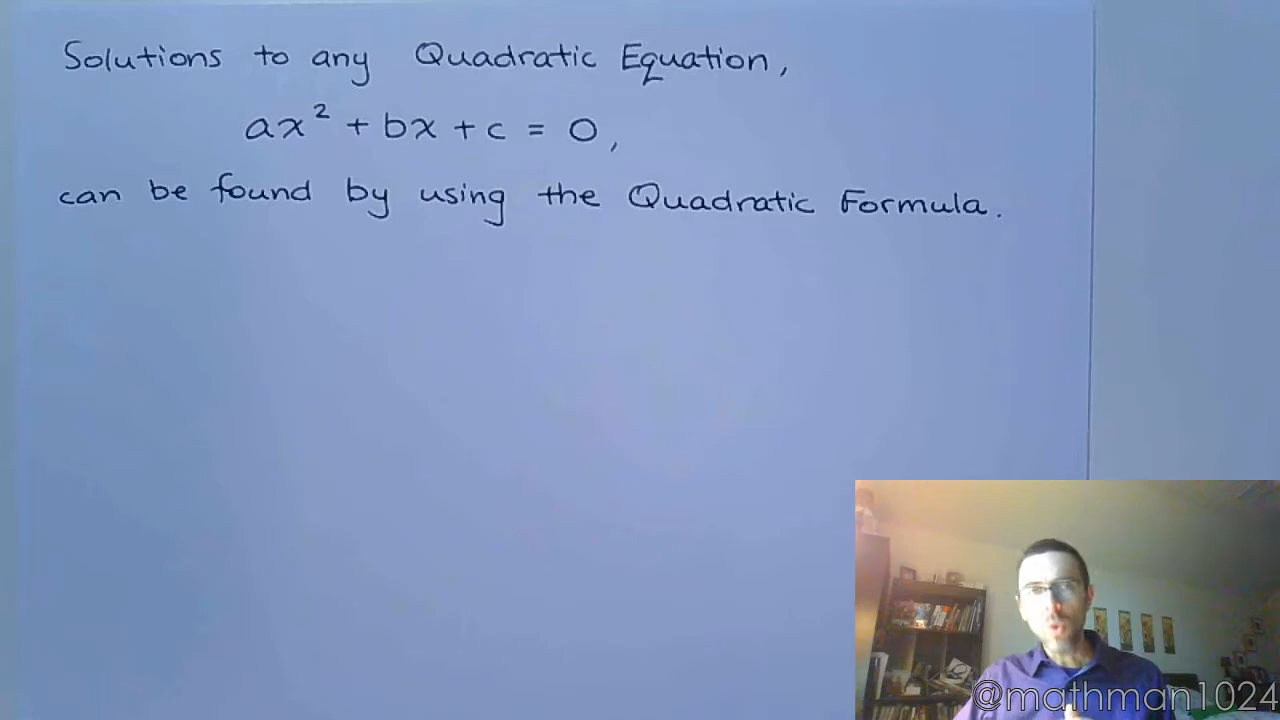 Solutions to any Quadratic Equation,
ax² + bx + c = 0,
can be found by using the Quadratic Formula.
@mathman1024